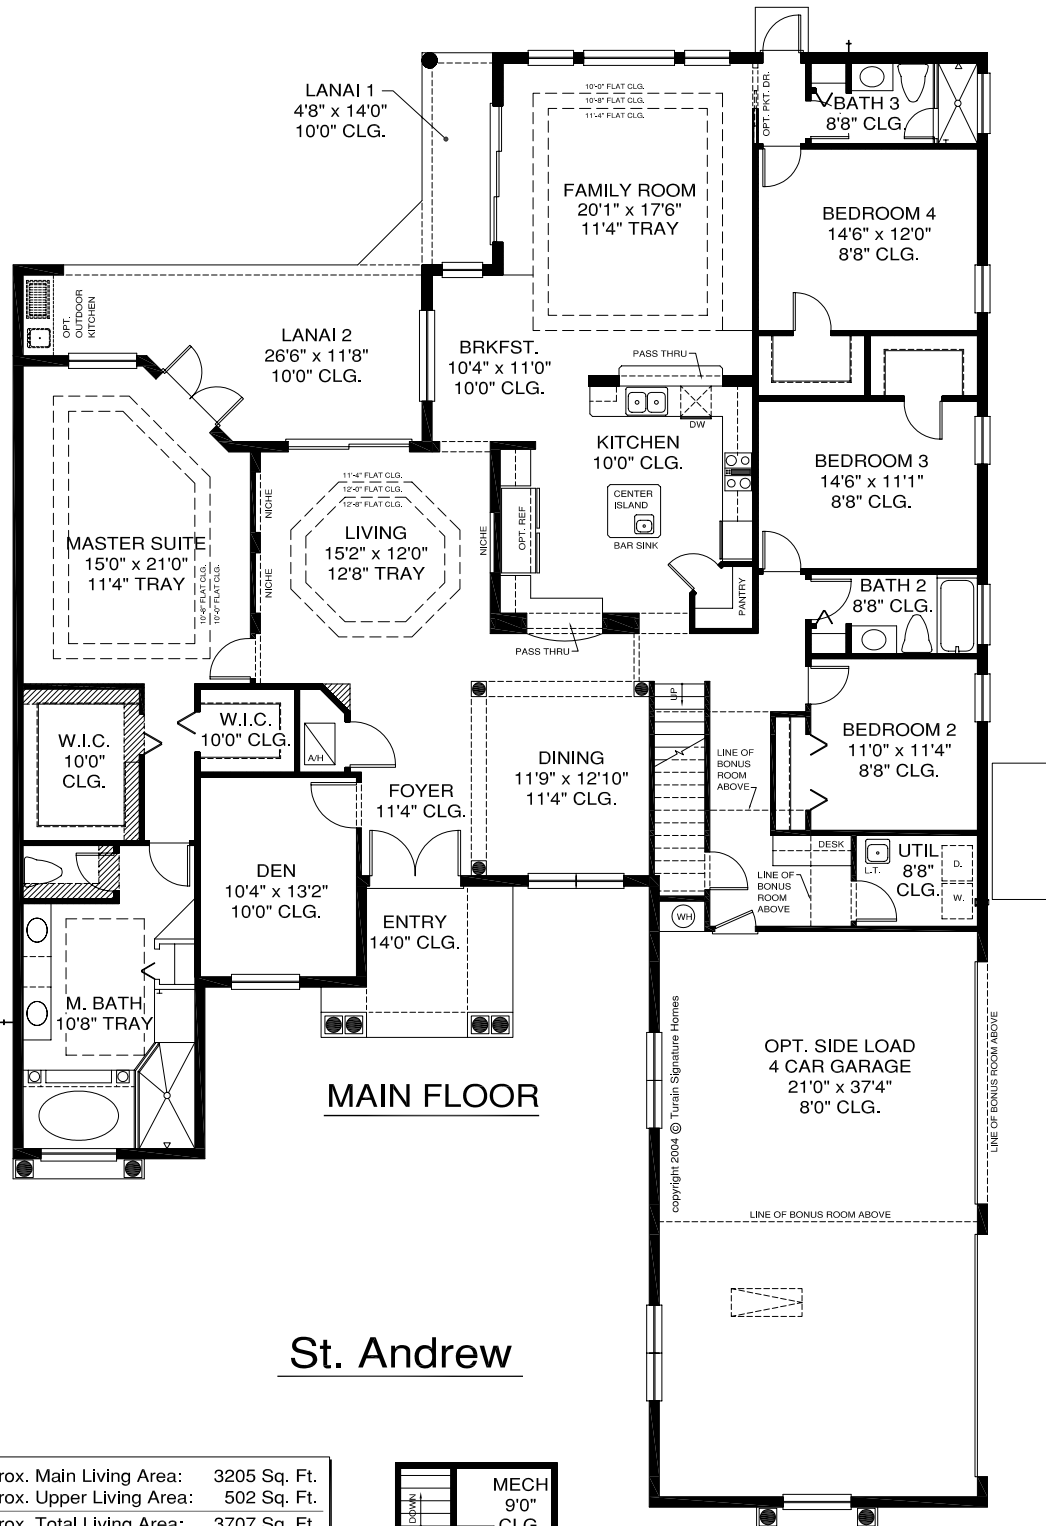 LANAI 1
4'8" x 14'0"
10'0" CLG.
10'-0" FLAT CLG.
10'-8" FLAT CLG.
11'-4" FLAT CLG.
FAMILY ROOM
20'1" x 17'6"
11'4" TRAY
OPT. PKT. DR.
BATH 3
8'8" CLG.
BEDROOM 4
14'6" x 12'0"
8'8" CLG.
OPT.
OUTDOOR
KITCHEN
LANAI 2
26'6" x 11'8"
10'0" CLG.
BRKFST.
10'4" x 11'0"
10'0" CLG.
PASS THRU
DW
KITCHEN
10'0" CLG.
CENTER
ISLAND
BAR SINK
OPT. REF
PANTRY
PASS THRU
BEDROOM 3
14'6" x 11'1"
8'8" CLG.
MASTER SUITE
15'0" x 21'0"
11'4" TRAY
10'-8" FLAT CLG.
10'-0" FLAT CLG.
NICHE
NICHE
NICHE
11'-4" FLAT CLG.
12'-0" FLAT CLG.
12'-8" FLAT CLG.
LIVING
15'2" x 12'0"
12'8" TRAY
BATH 2
8'8" CLG.
W.I.C.
10'0"
CLG.
W.I.C.
10'0" CLG.
A/H
FOYER
11'4" CLG.
DINING
11'9" x 12'10"
11'4" CLG.
UP
LINE OF
BONUS
ROOM
ABOVE
BEDROOM 2
11'0" x 11'4"
8'8" CLG.
DEN
10'4" x 13'2"
10'0" CLG.
ENTRY
14'0" CLG.
DESK
LINE OF
BONUS
ROOM
ABOVE
L.T.
UTIL
8'8"
CLG.
D.
W.
WH
M. BATH
10'8" TRAY
MAIN FLOOR
copyright 2004 © Turain Signature Homes
OPT. SIDE LOAD
4 CAR GARAGE
21'0" x 37'4"
8'0" CLG.
LINE OF BONUS ROOM ABOVE
LINE OF BONUS ROOM ABOVE
St. Andrew
rox. Main Living Area: 3205 Sq. Ft.
rox. Upper Living Area: 502 Sq. Ft.
rox. Total Living Area: 3707 Sq. Ft.
DOWN
MECH
9'0"
CLG.